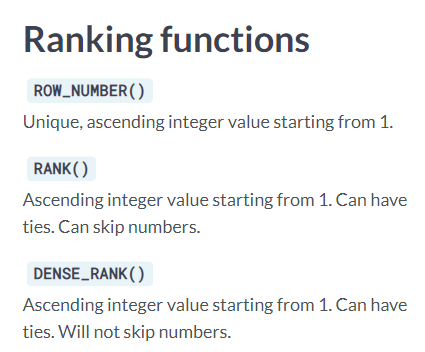 Ranking functions
ROW_NUMBER()
Unique, ascending integer value starting from 1.
RANK()
Ascending integer value starting from 1. Can have
ties. Can skip numbers.
DENSE_RANK()
Ascending integer value starting from 1. Can have
ties. Will not skip numbers.